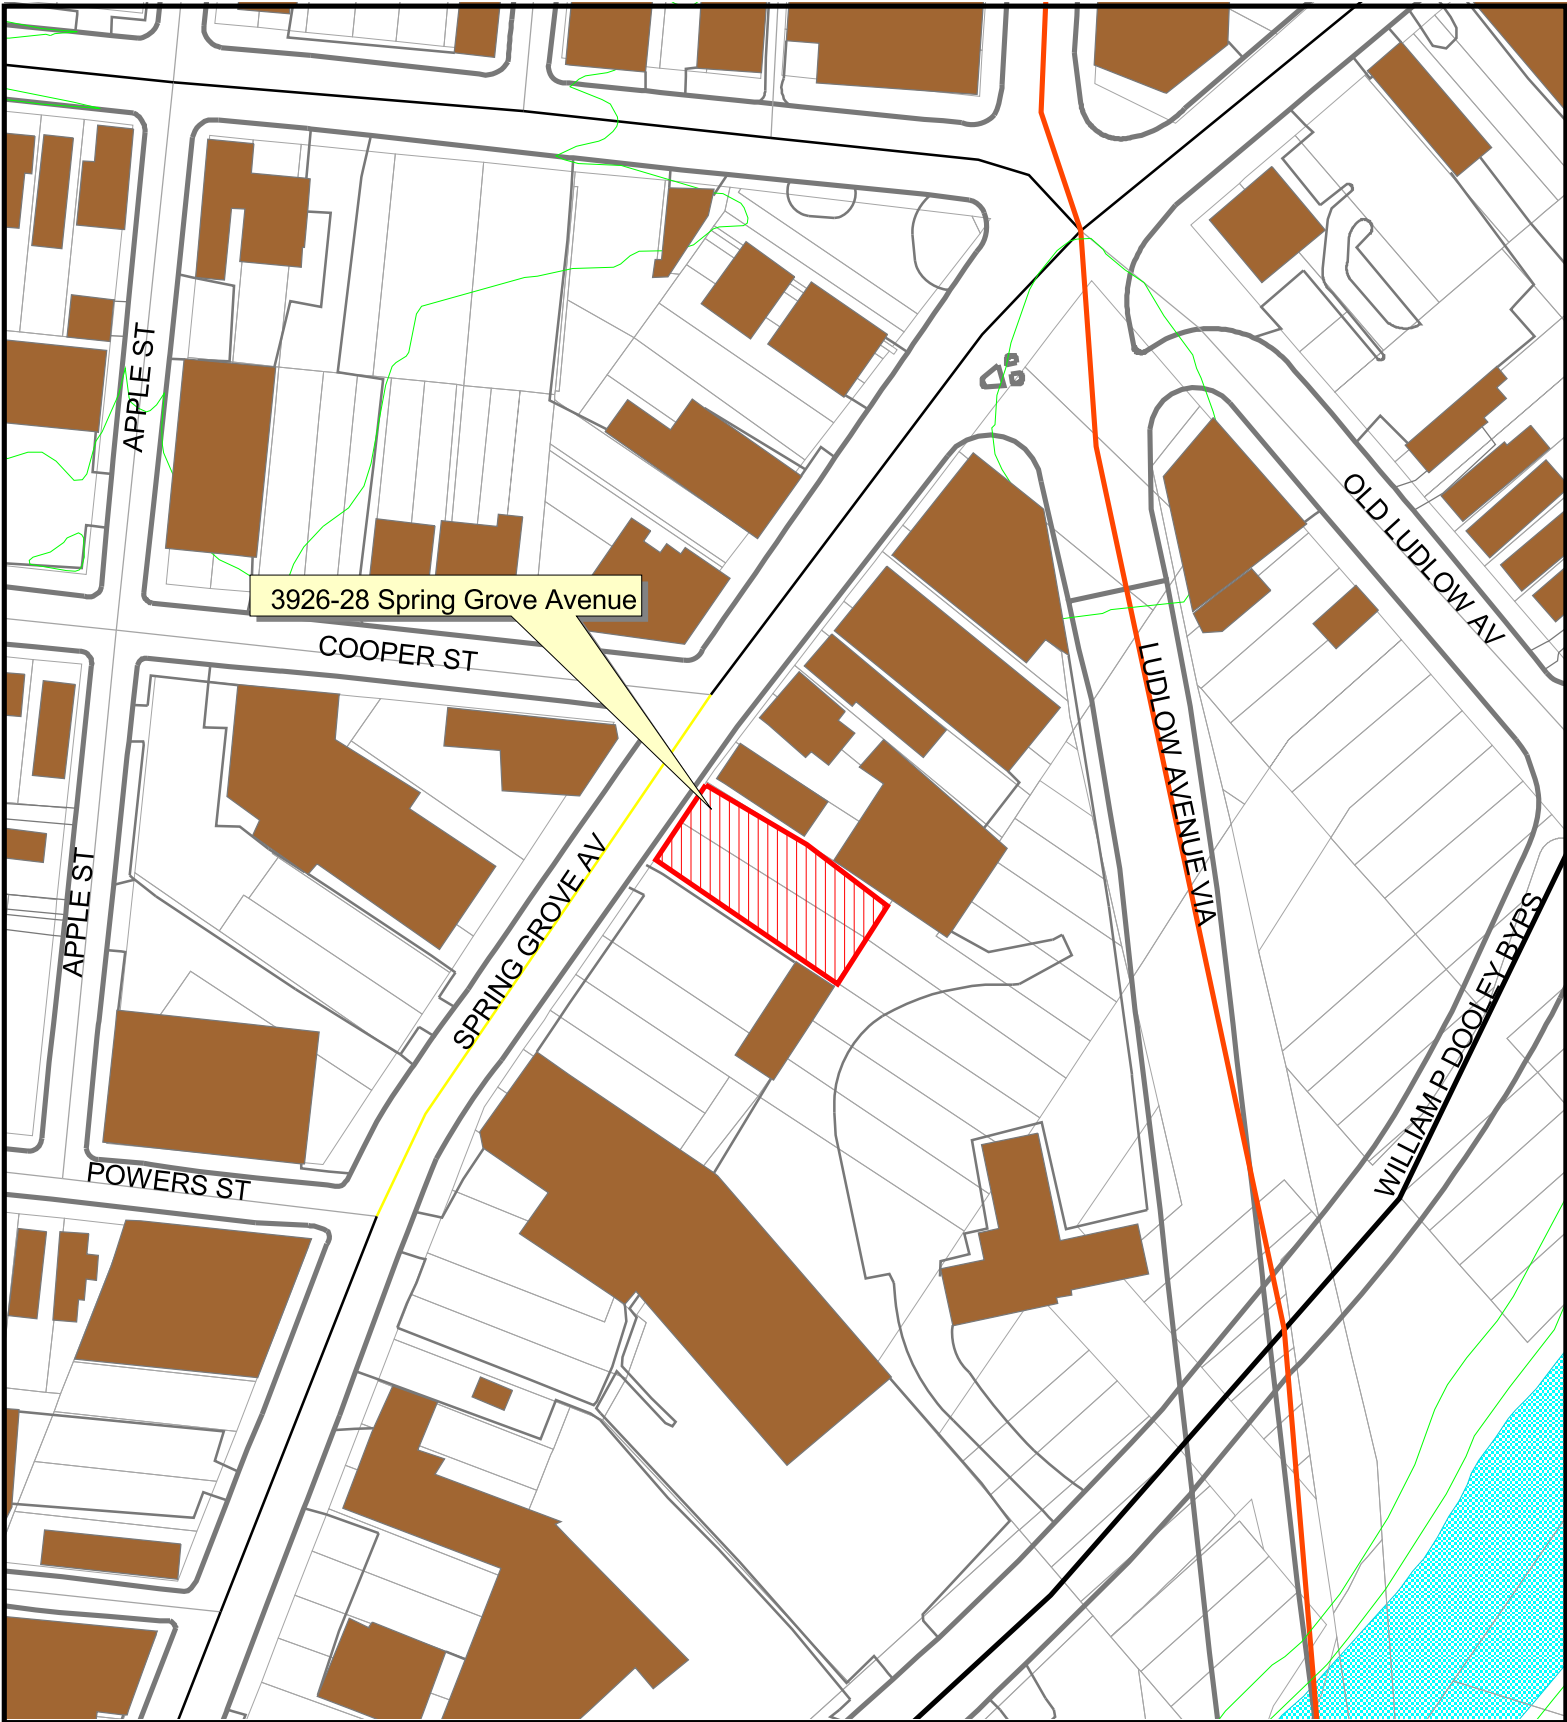 APPLE ST
OLD LUDLOW AV
3926-28 Spring Grove Avenue
COOPER ST
LUDLOW AVENUE VIA
SPRING GROVE AV
APPLE ST
WILLIAM P DOOLEY BYPS
POWERS ST